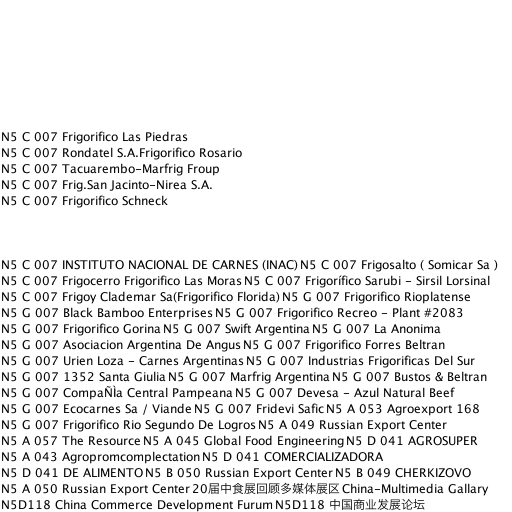 N5 C 007 Frigorifico Las Piedras
N5 C 007 Rondatel S.A.Frigorifico Rosario
N5 C 007 Tacuarembo-Marfrig Froup
N5 C 007 Frig.San Jacinto-Nirea S.A.
N5 C 007 Frigorifico Schneck
N5 C 007 INSTITUTO NACIONAL DE CARNES (INAC) N5 C 007 Frigosalto ( Somicar Sa )
N5 C 007 Frigocerro Frigorifico Las Moras N5 C 007 Frigorífico Sarubi - Sirsil Lorsinal
N5 C 007 Frigoy Clademar Sa(Frigorifico Florida) N5 G 007 Frigorifico Rioplatense
N5 G 007 Black Bamboo Enterprises N5 G 007 Frigorifico Recreo - Plant #2083
N5 G 007 Frigorifico Gorina N5 G 007 Swift Argentina N5 G 007 La Anonima
N5 G 007 Asociacion Argentina De Angus N5 G 007 Frigorifico Forres Beltran
N5 G 007 Urien Loza - Carnes Argentinas N5 G 007 Industrias Frigorificas Del Sur
N5 G 007 1352 Santa Giulia N5 G 007 Marfrig Argentina N5 G 007 Bustos & Beltran
N5 G 007 CompaÑÌa Central Pampeana N5 G 007 Devesa - Azul Natural Beef
N5 G 007 Ecocarnes Sa / Viande N5 G 007 Fridevi Safic N5 A 053 Agroexport 168
N5 G 007 Frigorifico Rio Segundo De Logros N5 A 049 Russian Export Center
N5 A 057 The Resource N5 A 045 Global Food Engineering N5 D 041 AGROSUPER
N5 A 043 Agropromcomplectation N5 D 041 COMERCIALIZADORA
N5 D 041 DE ALIMENTO N5 B 050 Russian Export Center N5 B 049 CHERKIZOVO
N5 A 050 Russian Export Center 20届中食展回顾多媒体展区 China-Multimedia Gallary
N5D118 China Commerce Development Furum N5D118 中国商业发展论坛